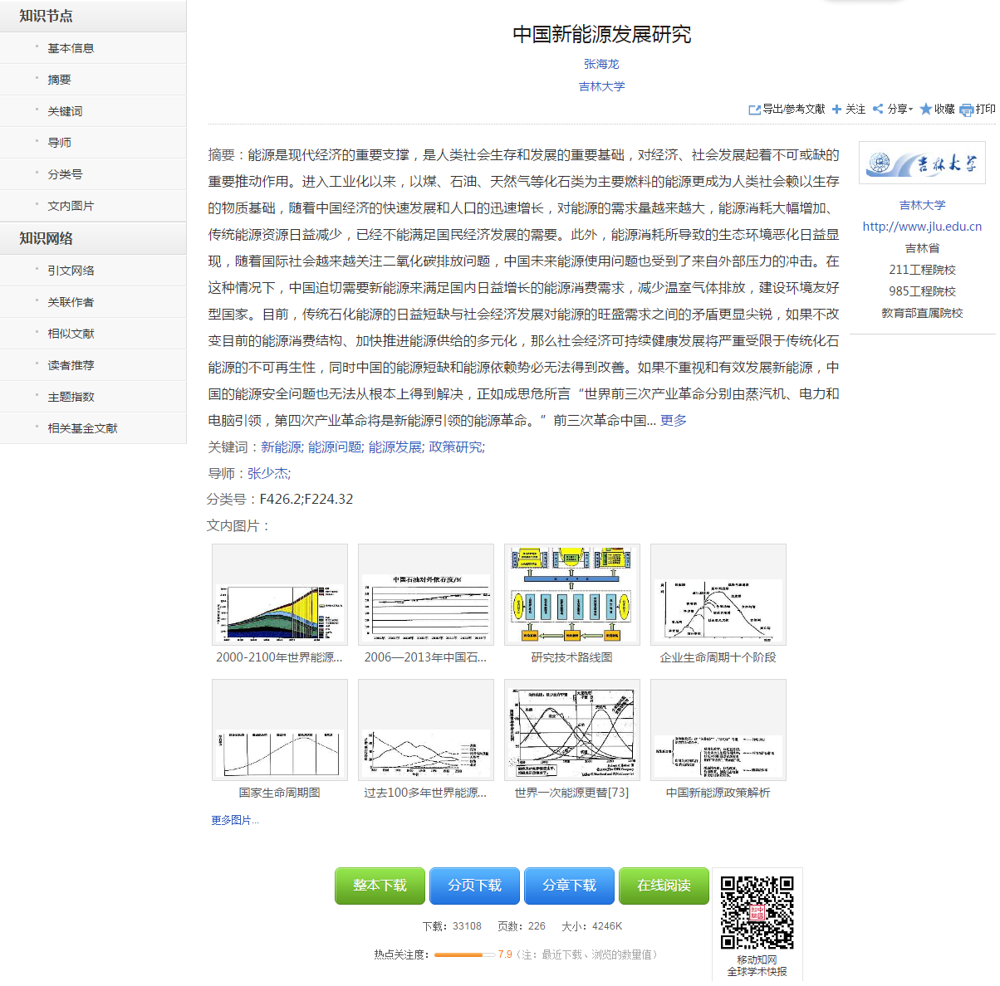 知识节点
基本信息
摘要
关键词
导师
分类号
文内图片
知识网络
引文网络
关联作者
相似文献
读者推荐
主题指数
相关基金文献
中国新能源发展研究
张海龙
吉林大学
导出/参考文献 关注 分享 收藏 打印
摘要：能源是现代经济的重要支撑，是人类社会生存和发展的重要基础，对经济、社会发展起着不可或缺的
重要推动作用。进入工业化以来，以煤、石油、天然气等化石类为主要燃料的能源更成为人类社会赖以生存
的物质基础，随着中国经济的快速发展和人口的迅速增长，对能源的需求量越来越大，能源消耗大幅增加、
传统能源资源日益减少，已经不能满足国民经济发展的需要。此外，能源消耗所导致的生态环境恶化日益显
现，随着国际社会越来越关注二氧化碳排放问题，中国未来能源使用问题也受到了来自外部压力的冲击。在
这种情况下，中国迫切需要新能源来满足国内日益增长的能源消费需求，减少温室气体排放，建设环境友好
型国家。目前，传统石化能源的日益短缺与社会经济发展对能源的旺盛需求之间的矛盾更显尖锐，如果不改
变目前的能源消费结构、加快推进能源供给的多元化，那么社会经济可持续健康发展将严重受限于传统化石
能源的不可再生性，同时中国的能源短缺和能源依赖势必无法得到改善。如果不重视和有效发展新能源，中
国的能源安全问题也无法从根本上得到解决，正如成思危所言“世界前三次产业革命分别由蒸汽机、电力和
电脑引领，第四次产业革命将是新能源引领的能源革命。”前三次革命中国... 更多
关键词：新能源; 能源问题; 能源发展; 政策研究;
导师：张少杰;
分类号：F426.2;F224.32
文内图片：
中国石油对外依存度/%
2000-2100年世界能源... 2006—2013年中国石... 研究技术路线图 企业生命周期十个阶段
国家生命周期图 过去100多年世界能源... 世界一次能源更替[73] 中国新能源政策解析
更多图片...
吉林大学
吉林大学
http://www.jlu.edu.cn
吉林省
211工程院校
985工程院校
教育部直属院校
整本下载 分页下载 分章下载 在线阅读
下载：33108 页数：226 大小：4246K
热点关注度： 7.9（注：最近下载、浏览的数量值）
移动知网
全球学术快报